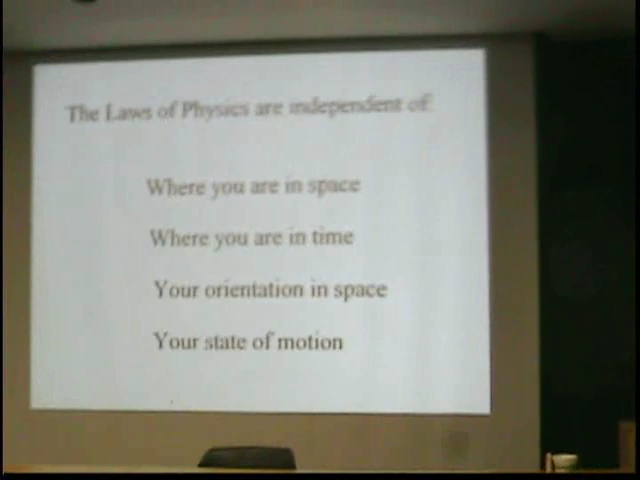 The Laws of Physics are independent of
Where you are in space
Where you are in time
Your orientation in space
Your state of motion